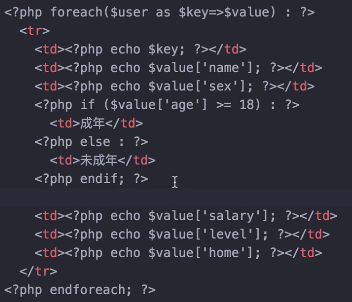 <?php foreach($user as $key=>$value) : ?>
<tr>
<td><?php echo $key; ?></td>
<td><?php echo $value['name']; ?></td>
<td><?php echo $value['sex']; ?></td>
<?php if ($value['age'] >= 18) : ?>
<td>成年</td>
<?php else : ?>
<td>未成年</td>
<?php endif; ?>
<td><?php echo $value['salary']; ?></td>
<td><?php echo $value['level']; ?></td>
<td><?php echo $value['home']; ?></td>
</tr>
<?php endforeach; ?>